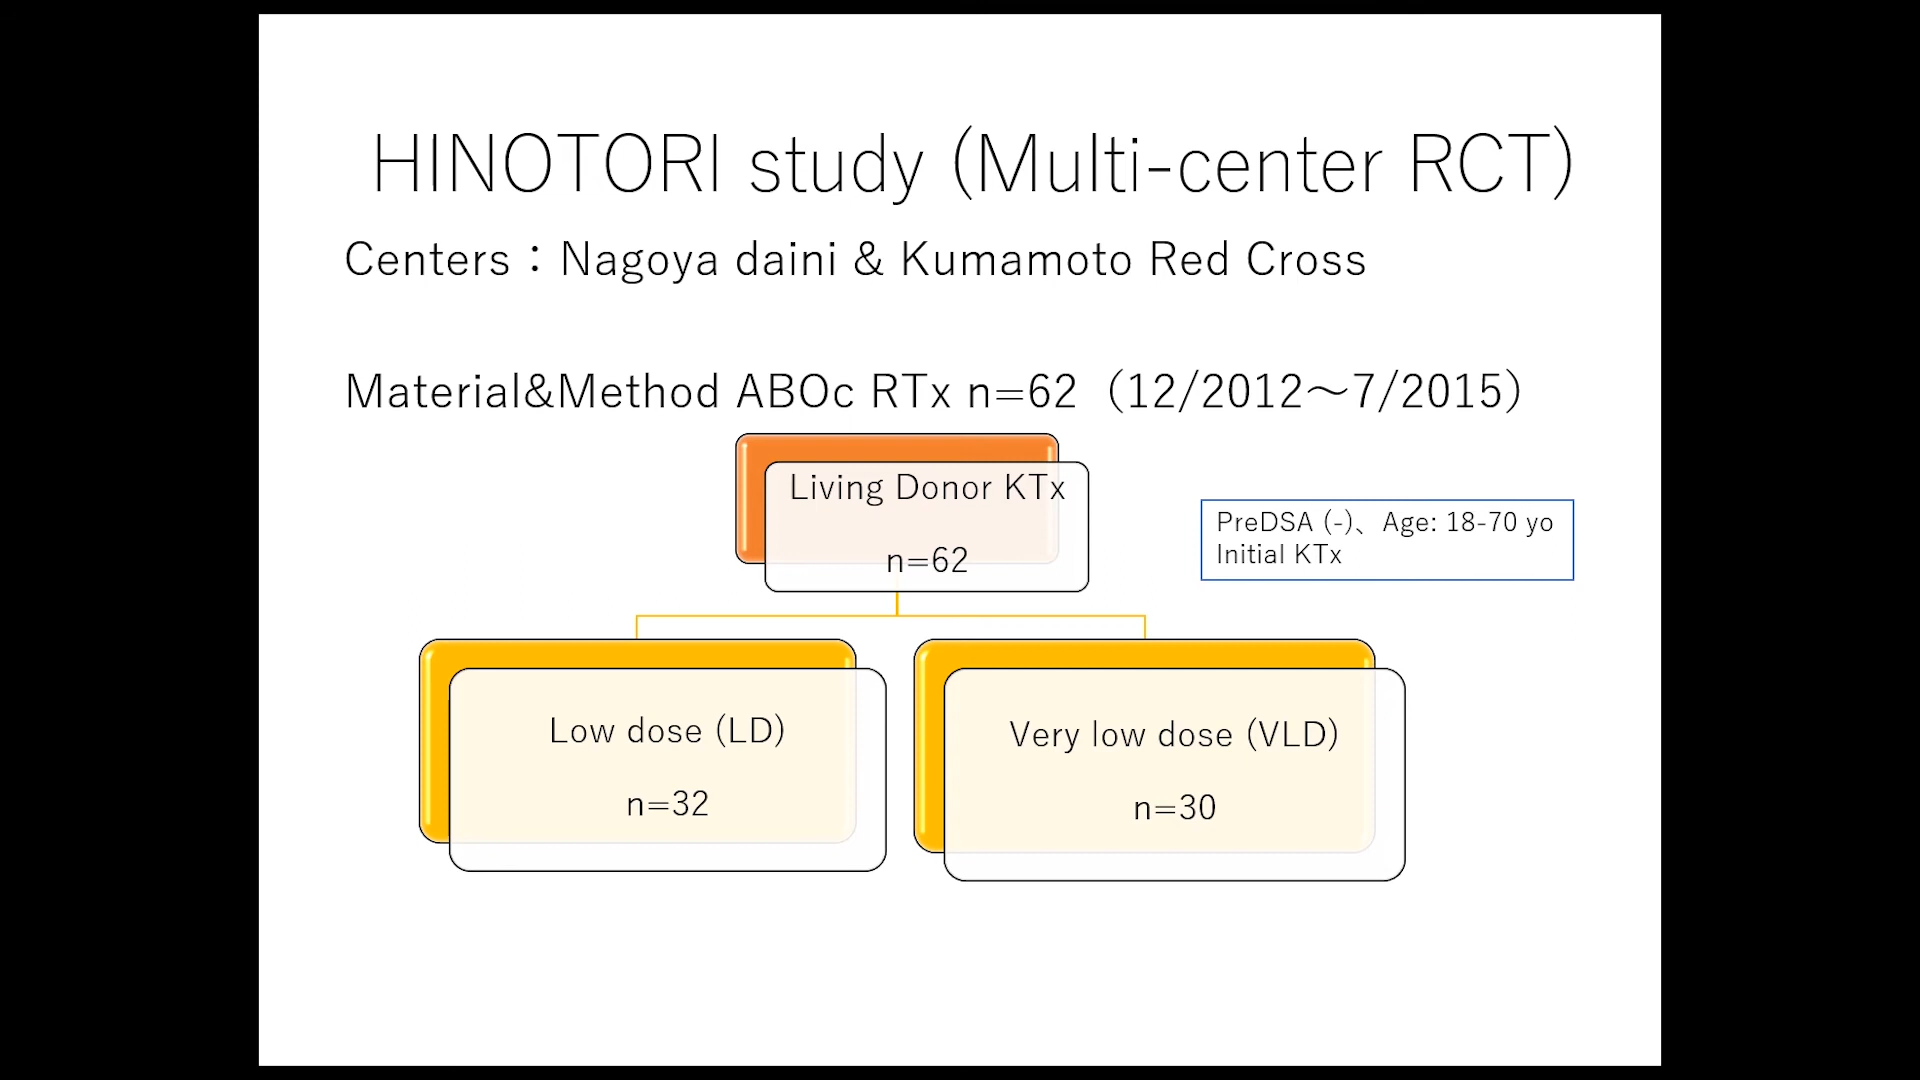 HINOTORI study (Multi-center RCT)
Centers：Nagoya daini & Kumamoto Red Cross
Material&Method ABOc RTx n=62（12/2012～7/2015）
Living Donor KTx
n=62
PreDSA (-)、Age: 18-70 yo
Initial KTx
Low dose (LD)
n=32
Very low dose (VLD)
n=30